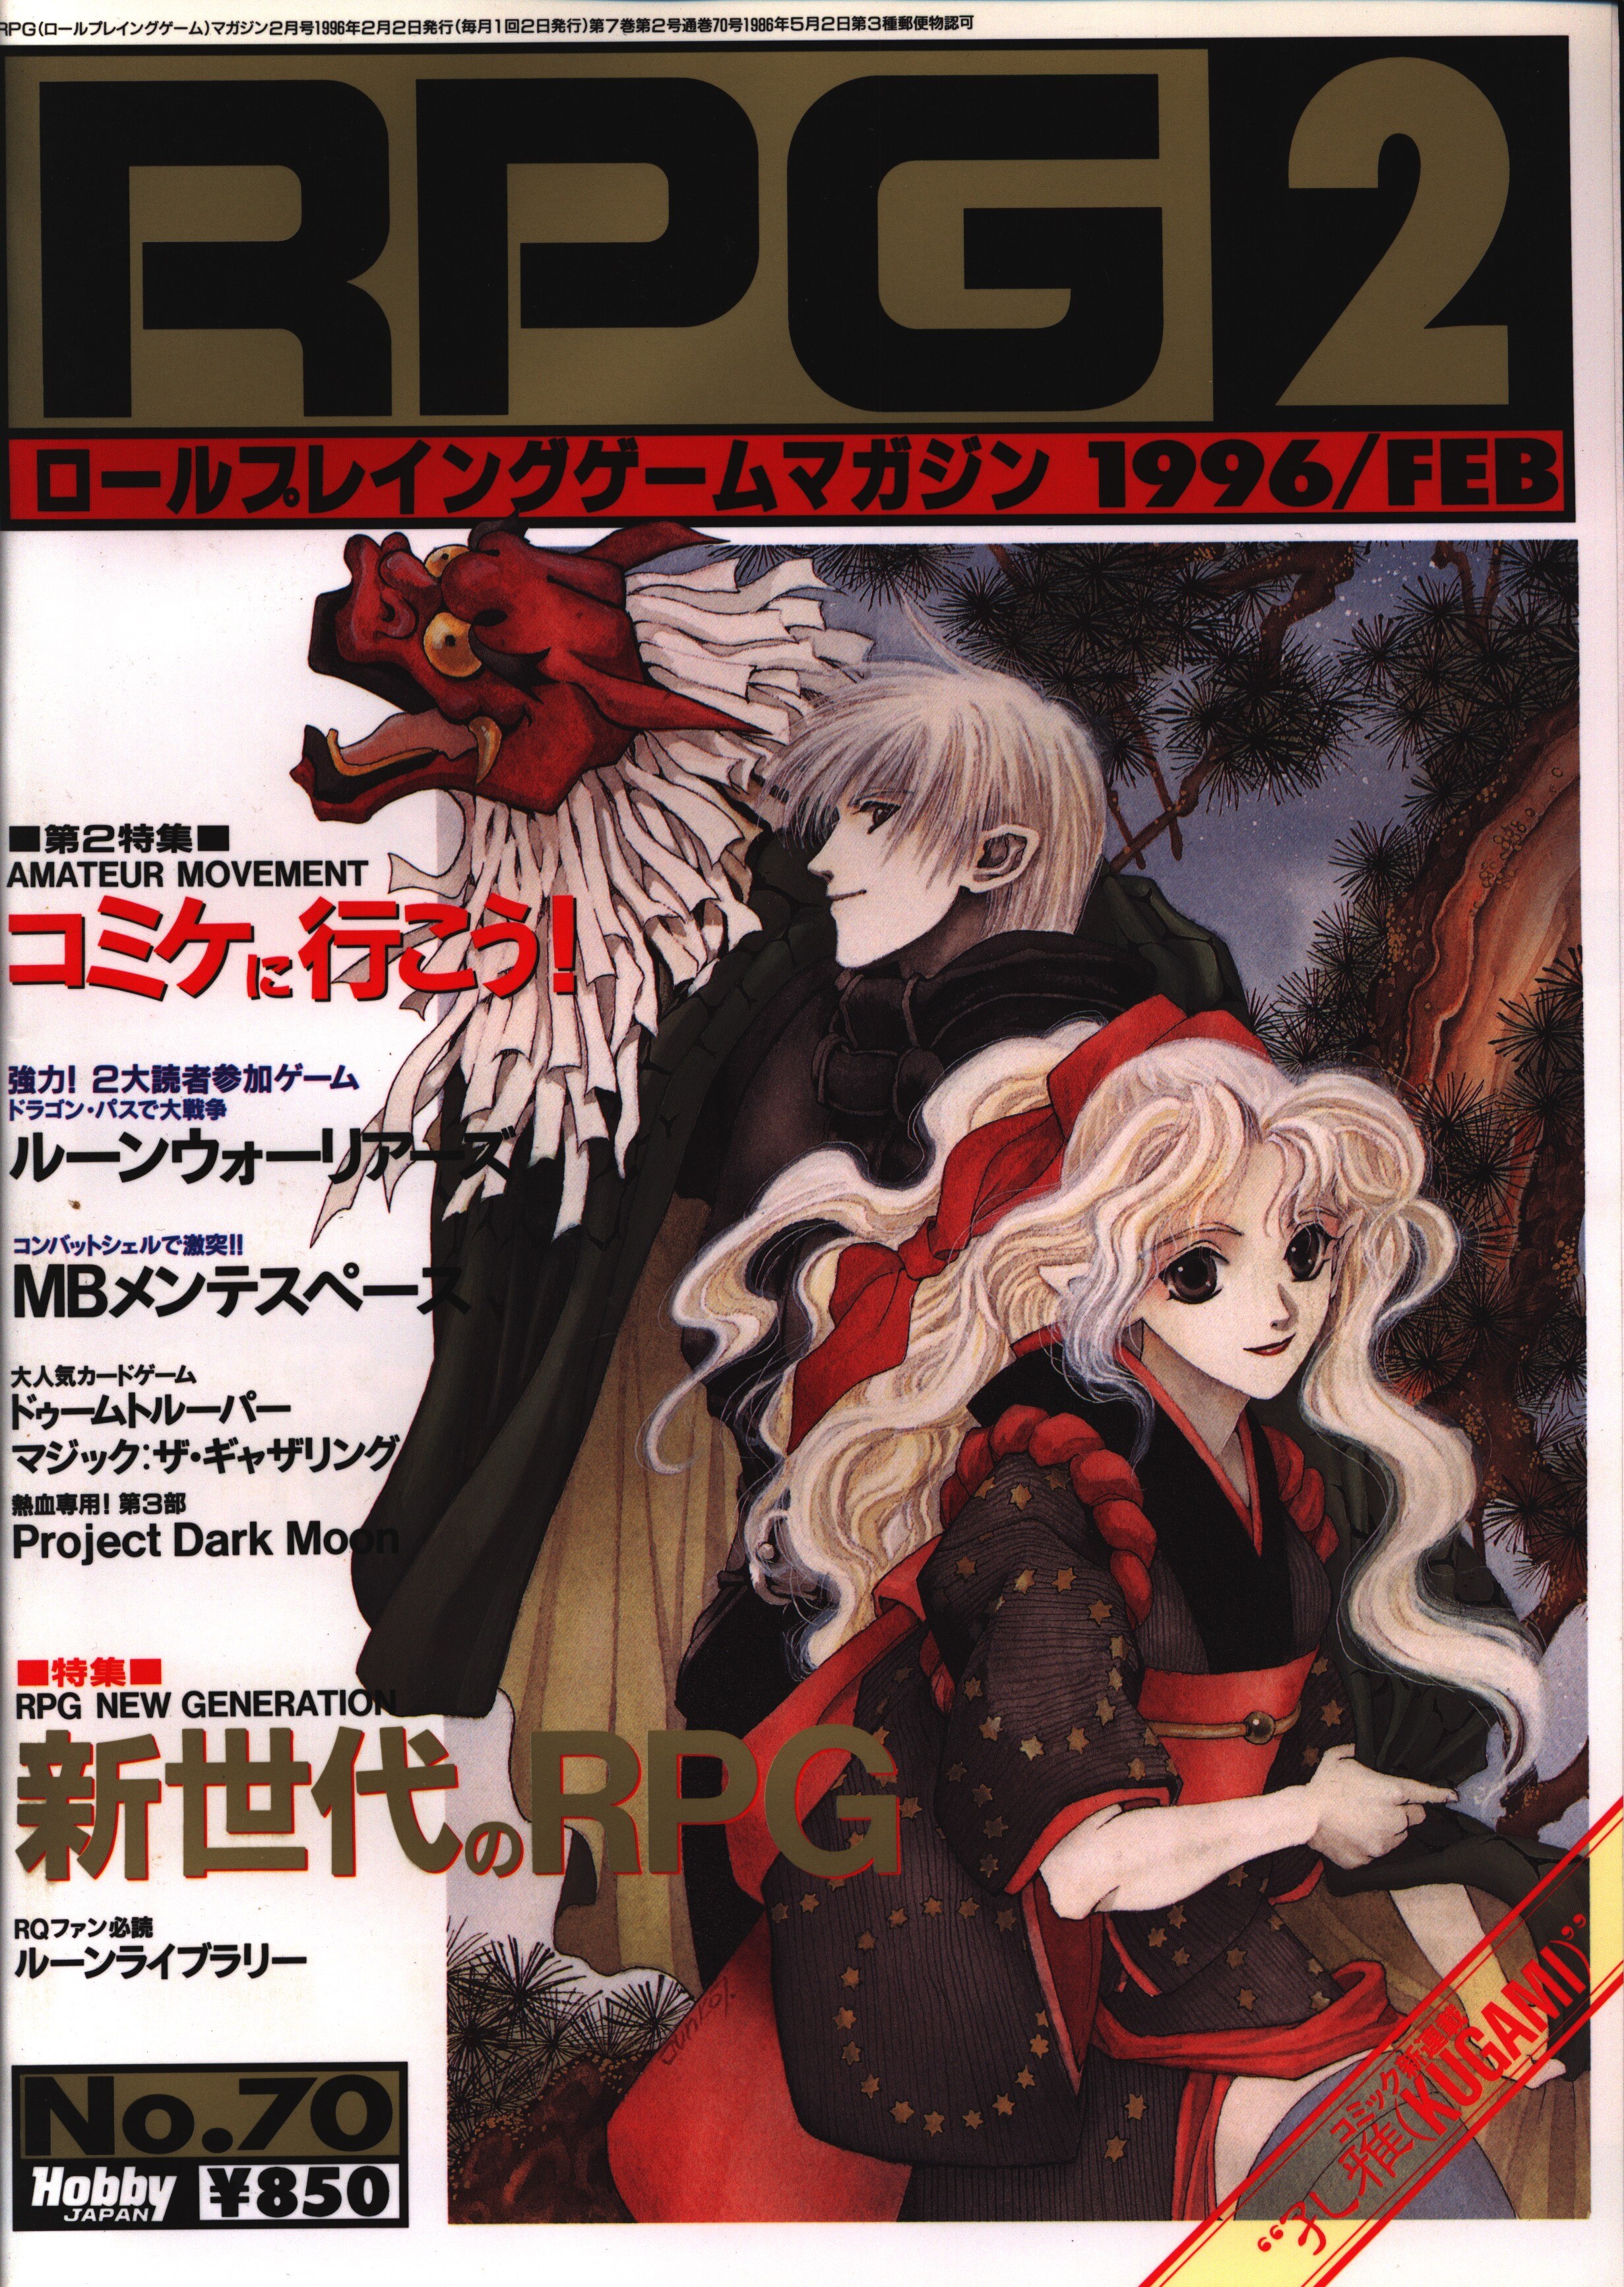 RPG(ロールプレイングゲーム)マガジン2月号1996年2月2日発行(毎月1回2日発行)第7巻第2号通巻70号1986年5月2日第3種郵便物認可
RPG 2
ロールプレイングゲームマガジン 1996/FEB
■第2特集■
AMATEUR MOVEMENT
コミケに行こう!
強力! 2大読者参加ゲーム
ドラゴン・パスで大戦争
ルーンウォーリアーズ
コンバットシェルで激突!!
MBメンテスペース
大人気カードゲーム
ドゥームトルーパー
マジック:ザ・ギャザリング
熱血専用! 第3部
Project Dark Moon
■特集■
RPG NEW GENERATION
新世代のRPG
RQファン必読
ルーンライブラリー
No.70
Hobby JAPAN ¥850
コミック新連載
“孔雅(KUGAMI)”